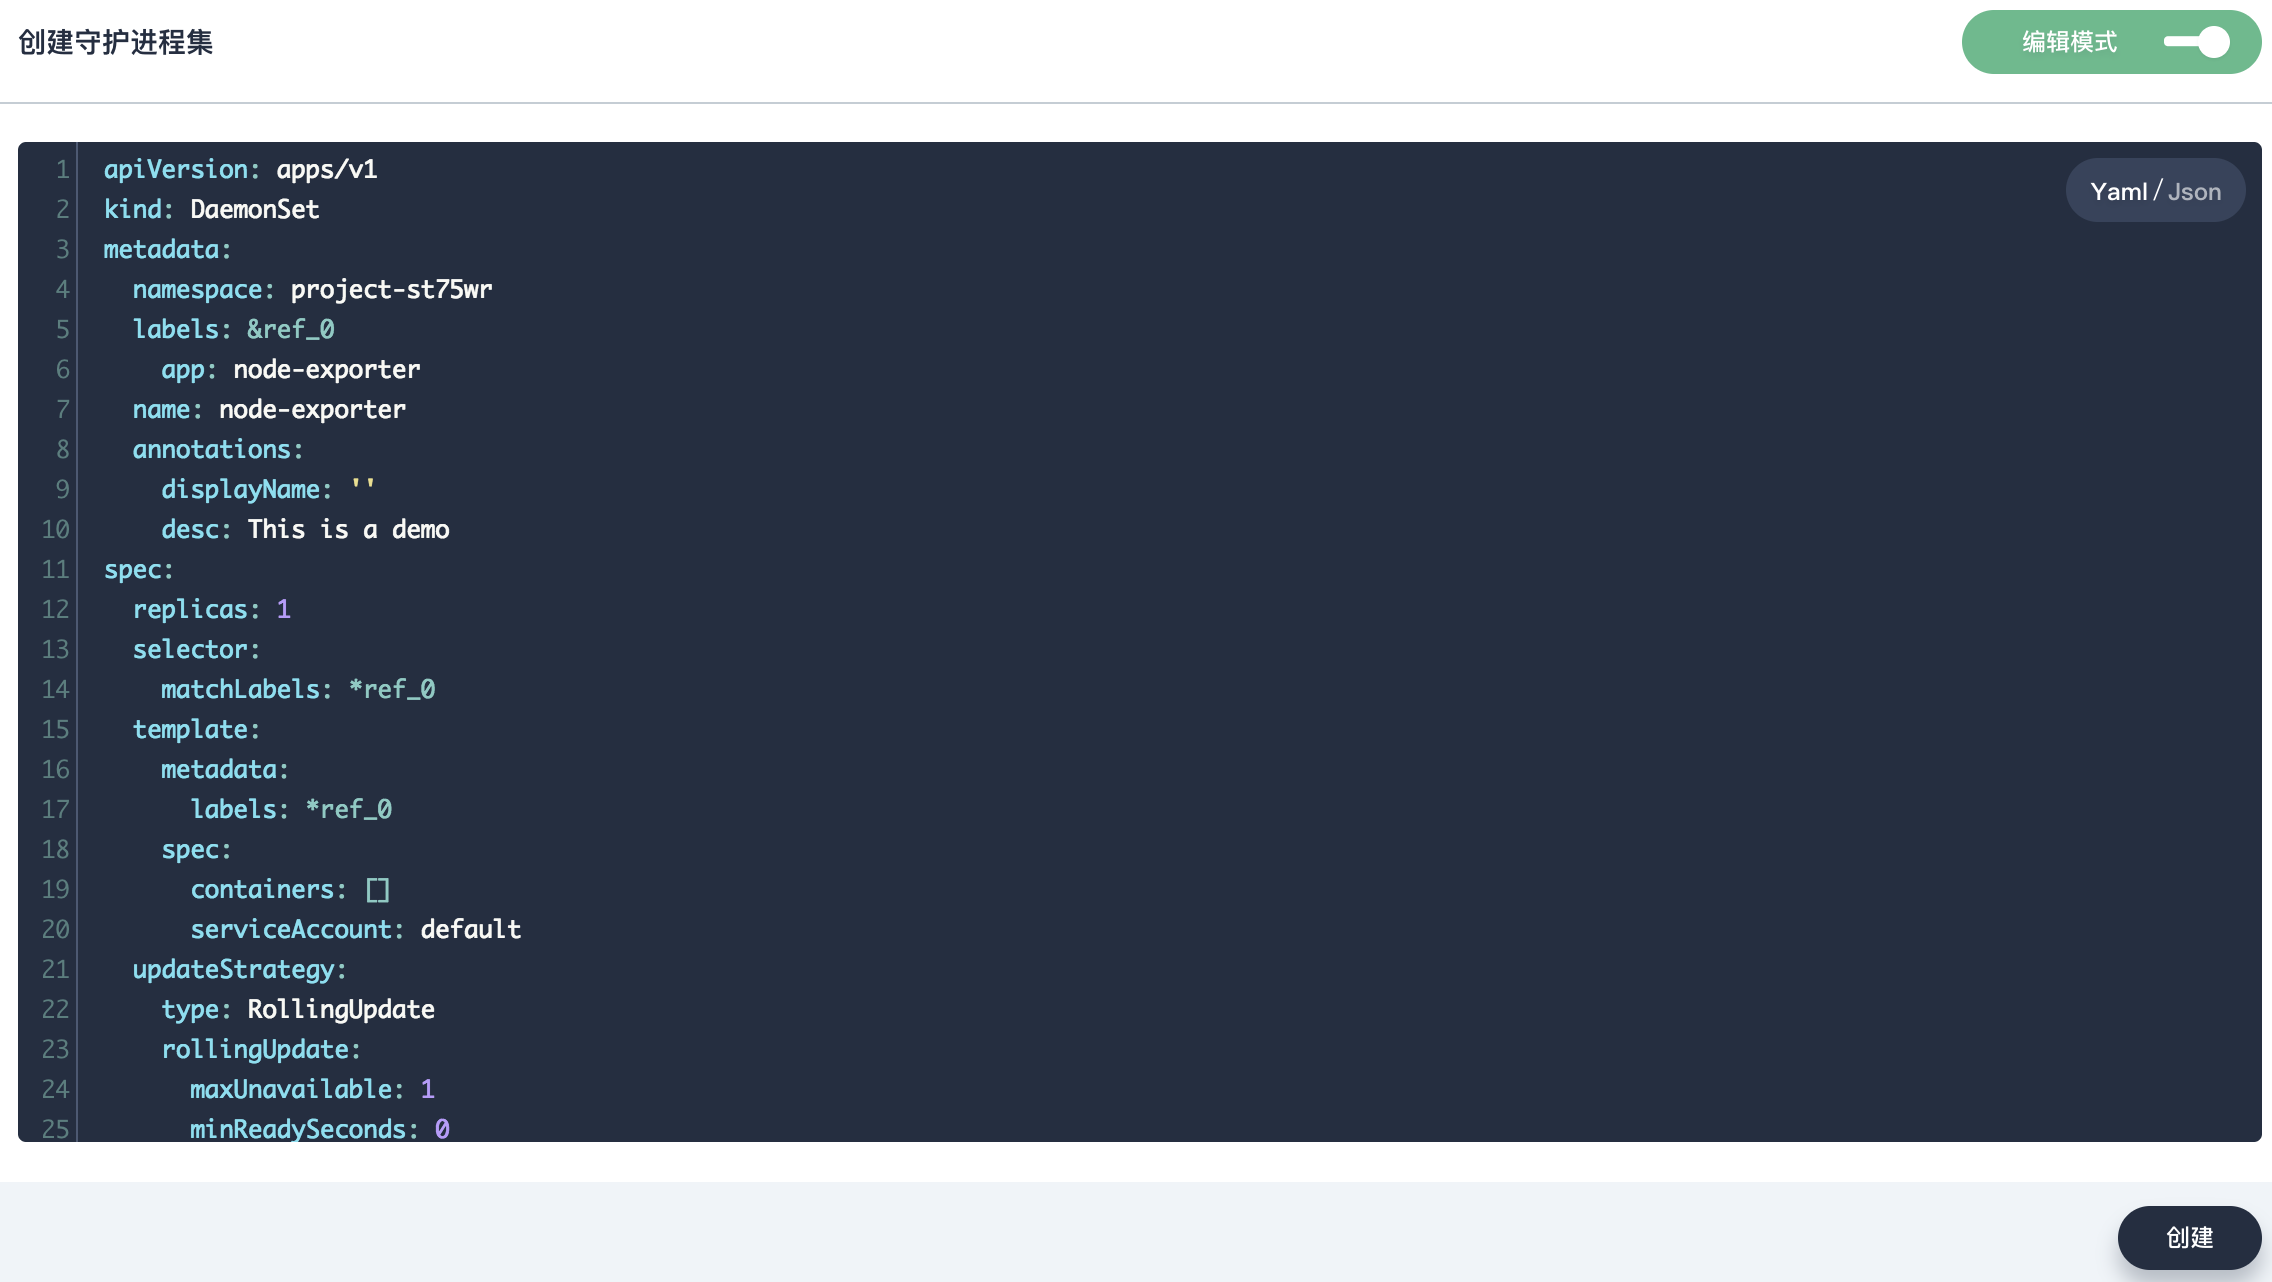 创建守护进程集
编辑模式
Yaml / Json
1 apiVersion: apps/v1
2 kind: DaemonSet
3 metadata:
4   namespace: project-st75wr
5   labels: &ref_0
6     app: node-exporter
7   name: node-exporter
8   annotations:
9     displayName: ''
10     desc: This is a demo
11 spec:
12   replicas: 1
13   selector:
14     matchLabels: *ref_0
15   template:
16     metadata:
17       labels: *ref_0
18     spec:
19       containers: []
20       serviceAccount: default
21   updateStrategy:
22     type: RollingUpdate
23     rollingUpdate:
24       maxUnavailable: 1
25       minReadySeconds: 0
创建